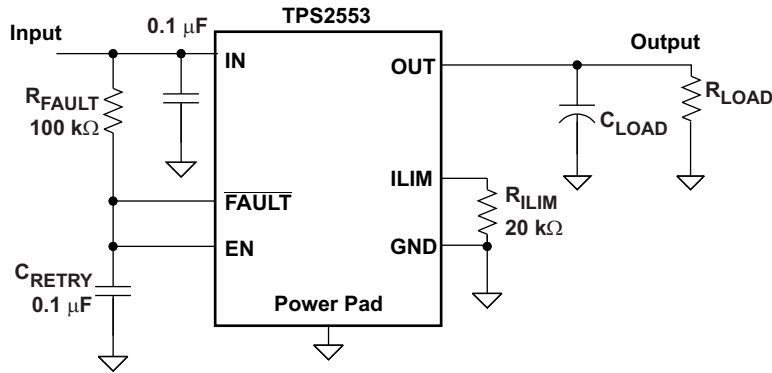 TPS2553
Input
0.1 μF
IN
OUT
Output
R_FAULT
100 kΩ
R_LOAD
C_LOAD
ILIM
R_ILIM
20 kΩ
FAULT
EN
GND
C_RETRY
0.1 μF
Power Pad